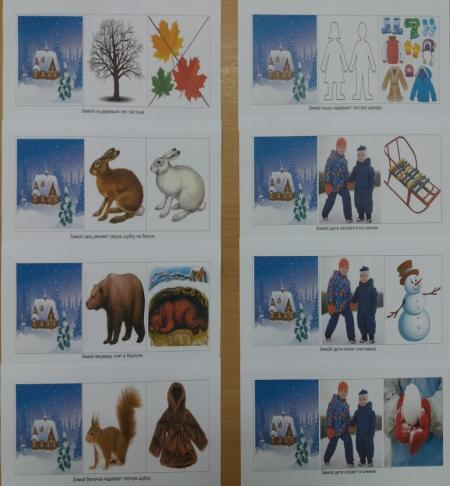 Зимой на деревьях нет листьев.
Зимой заяц меняет серую шубку на белую.
Зимой медведь спит в берлоге.
Зимой белочка надевает теплую шубку.
Зимой люди надевают теплую одежду.
Зимой дети катаются на санках.
Зимой дети лепят снеговика.
Зимой дети играют в снежки.